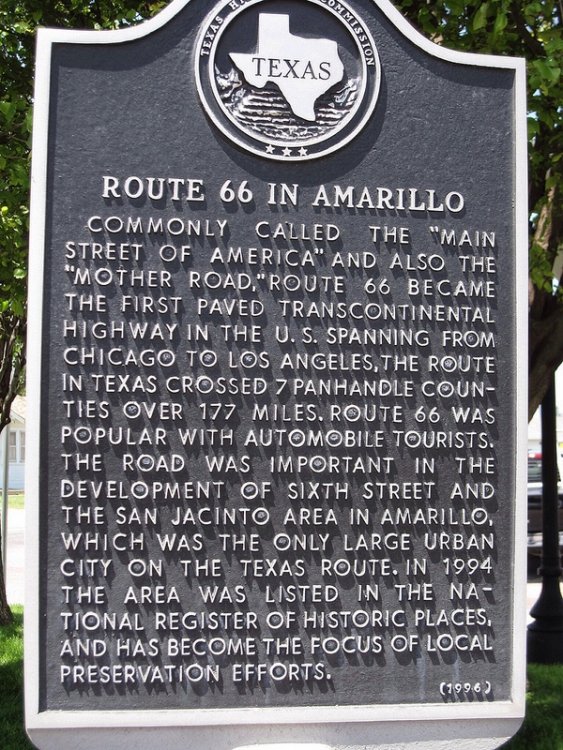 TEXAS HIS COMMISSION
TEXAS
ROUTE 66 IN AMARILLO
COMMONLY CALLED THE "MAIN
STREET OF AMERICA" AND ALSO THE
"MOTHER ROAD," ROUTE 66 BECAME
THE FIRST PAVED TRANSCONTINENTAL
HIGHWAY IN THE U.S. SPANNING FROM
CHICAGO TO LOS ANGELES, THE ROUTE
IN TEXAS CROSSED 7 PANHANDLE COUN-
TIES OVER 177 MILES. ROUTE 66 WAS
POPULAR WITH AUTOMOBILE TOURISTS.
THE ROAD WAS IMPORTANT IN THE
DEVELOPMENT OF SIXTH STREET AND
THE SAN JACINTO AREA IN AMARILLO,
WHICH WAS THE ONLY LARGE URBAN
CITY ON THE TEXAS ROUTE. IN 1994
THE AREA WAS LISTED IN THE NA-
TIONAL REGISTER OF HISTORIC PLACES,
AND HAS BECOME THE FOCUS OF LOCAL
PRESERVATION EFFORTS.
(1996)